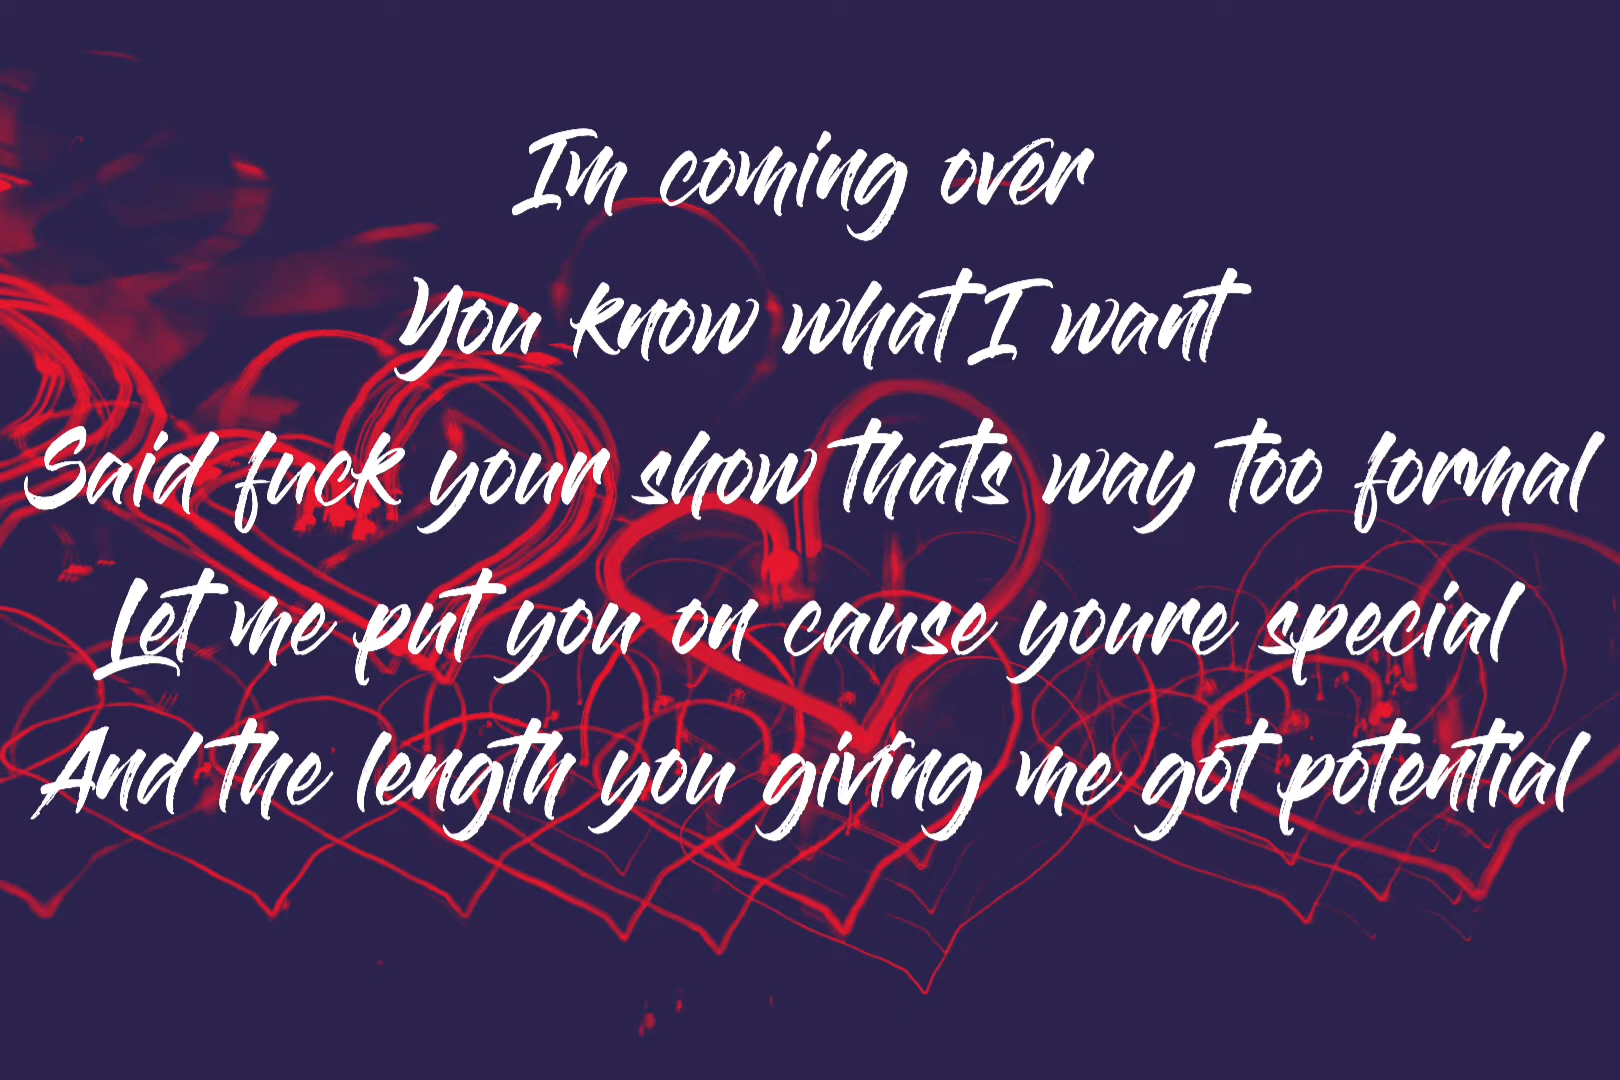 Im coming over
You know what I want
Said fuck your show thats way too formal
Let me put you on cause youre special
And the length you giving me got potential